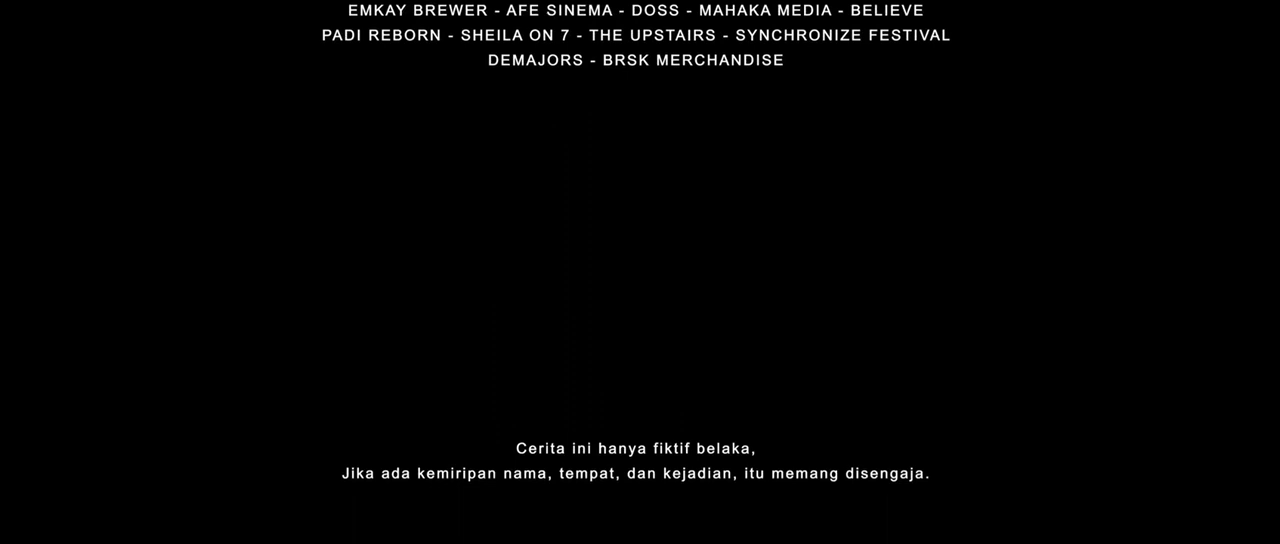 EMKAY BREWER - AFE SINEMA - DOSS - MAHAKA MEDIA - BELIEVE
PADI REBORN - SHEILA ON 7 - THE UPSTAIRS - SYNCHRONIZE FESTIVAL
DEMAJORS - BRSK MERCHANDISE
Cerita ini hanya fiktif belaka,
Jika ada kemiripan nama, tempat, dan kejadian, itu memang disengaja.